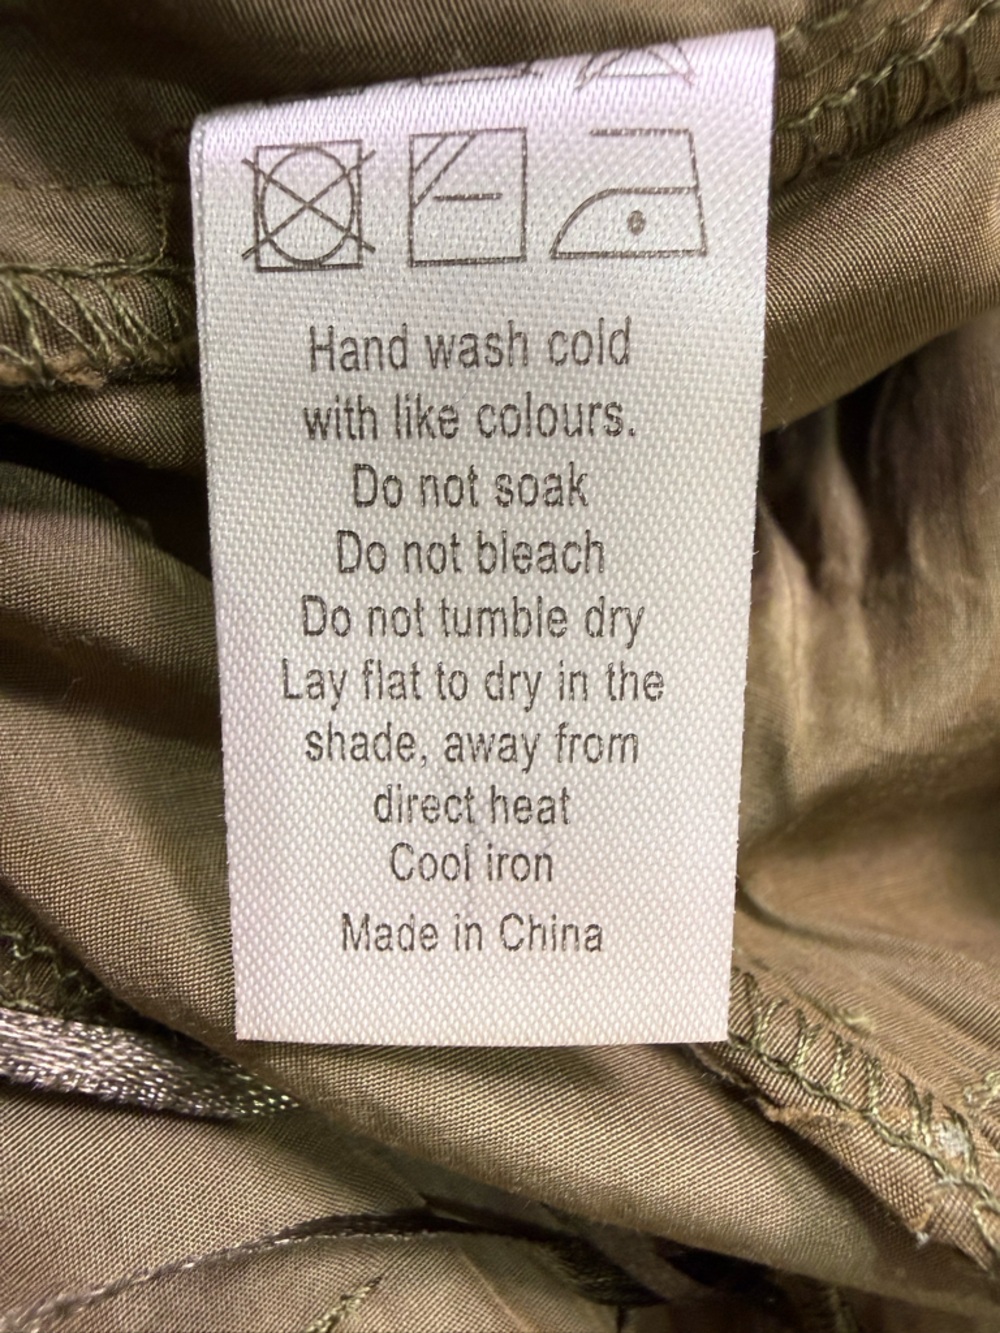 Hand wash cold
with like colours.
Do not soak
Do not bleach
Do not tumble dry
Lay flat to dry in the
shade, away from
direct heat
Cool iron
Made in China